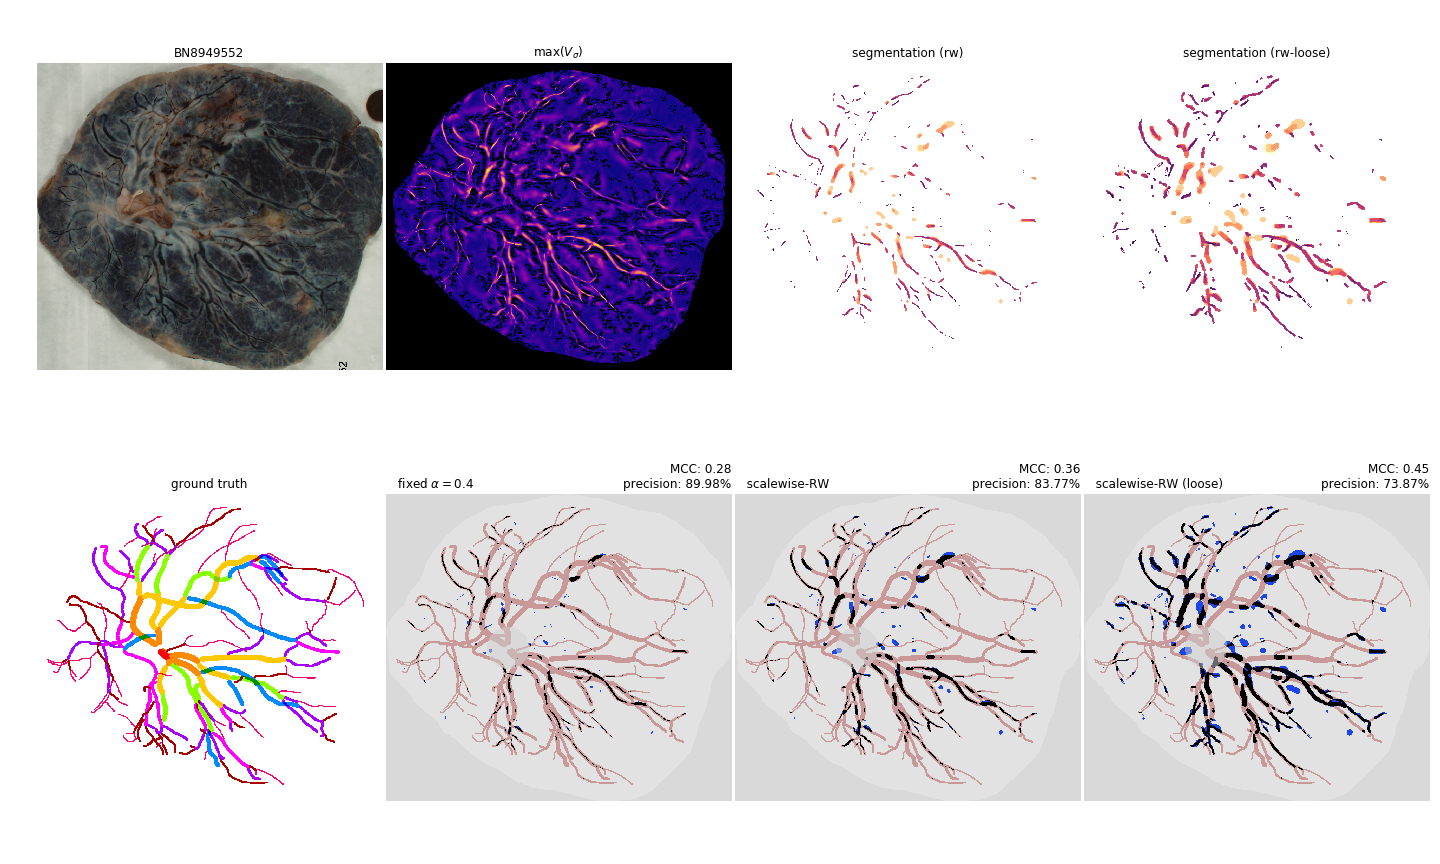 BN8949552
max(V_σ)
segmentation (rw)
segmentation (rw-loose)
52
ground truth
fixed α = 0.4
MCC: 0.28
precision: 89.98%
scalewise-RW
MCC: 0.36
precision: 83.77%
scalewise-RW (loose)
MCC: 0.45
precision: 73.87%